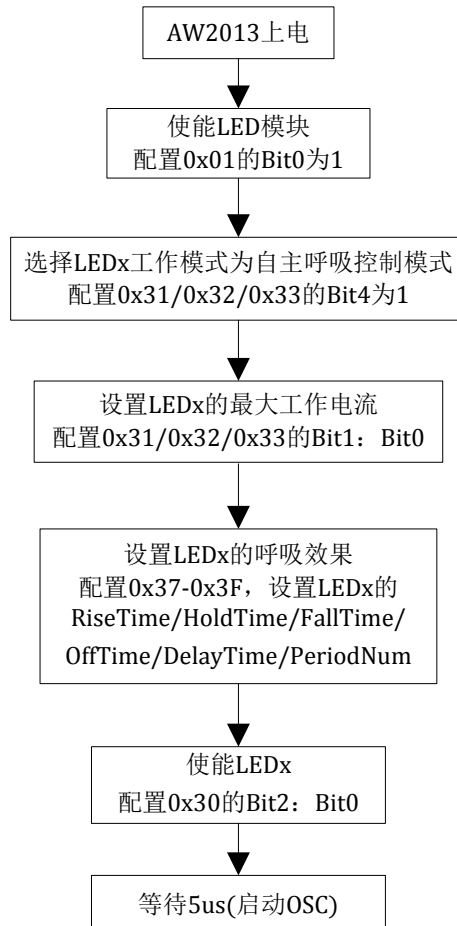 AW2013上电
使能LED模块
配置0x01的Bit0为1
选择LEDx工作模式为自主呼吸控制模式
配置0x31/0x32/0x33的Bit4为1
设置LEDx的最大工作电流
配置0x31/0x32/0x33的Bit1：Bit0
设置LEDx的呼吸效果
配置0x37-0x3F，设置LEDx的
RiseTime/HoldTime/FallTime/
OffTime/DelayTime/PeriodNum
使能LEDx
配置0x30的Bit2：Bit0
等待5us(启动OSC)